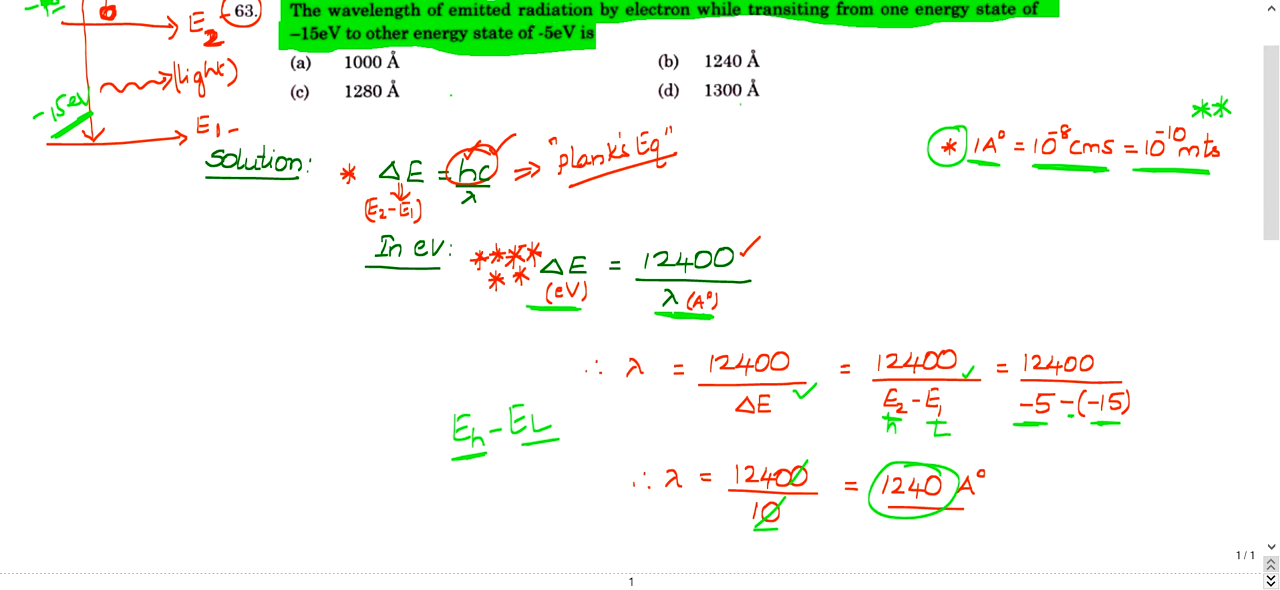 63. The wavelength of emitted radiation by electron while transiting from one energy state of
–15eV to other energy state of -5eV is
E2
(a) 1000 Å (b) 1240 Å
(light)
(c) 1280 Å (d) 1300 Å
-15eV
E1 -
Solution: * ΔE = hc/λ ⇒ "Plank's Eq"
* 1A° = 10^-8 cms = 10^-10 mts **
(E2-E1)
In eV: **** ** ΔE (eV) = 12400/λ (A°)
∴ λ = 12400/ΔE = 12400/E2 - E1 = 12400/-5 -(-15)
h L
Eh - EL
∴ λ = 12400/10 = 1240 A°
1 / 1
1